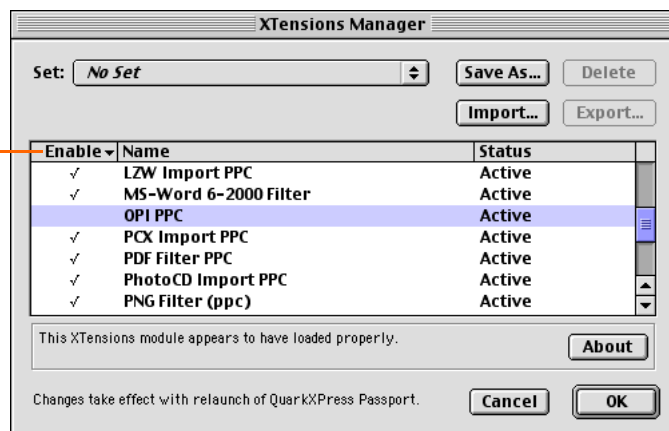 XTensions Manager
Set: No Set
Save As...
Delete
Import...
Export...
Enable Name Status
√ LZW Import PPC Active
√ MS-Word 6-2000 Filter Active
OPI PPC Active
√ PCX Import PPC Active
√ PDF Filter PPC Active
√ PhotoCD Import PPC Active
√ PNG Filter (ppc) Active
This XTensions module appears to have loaded properly.
About
Changes take effect with relaunch of QuarkXPress Passport.
Cancel
OK